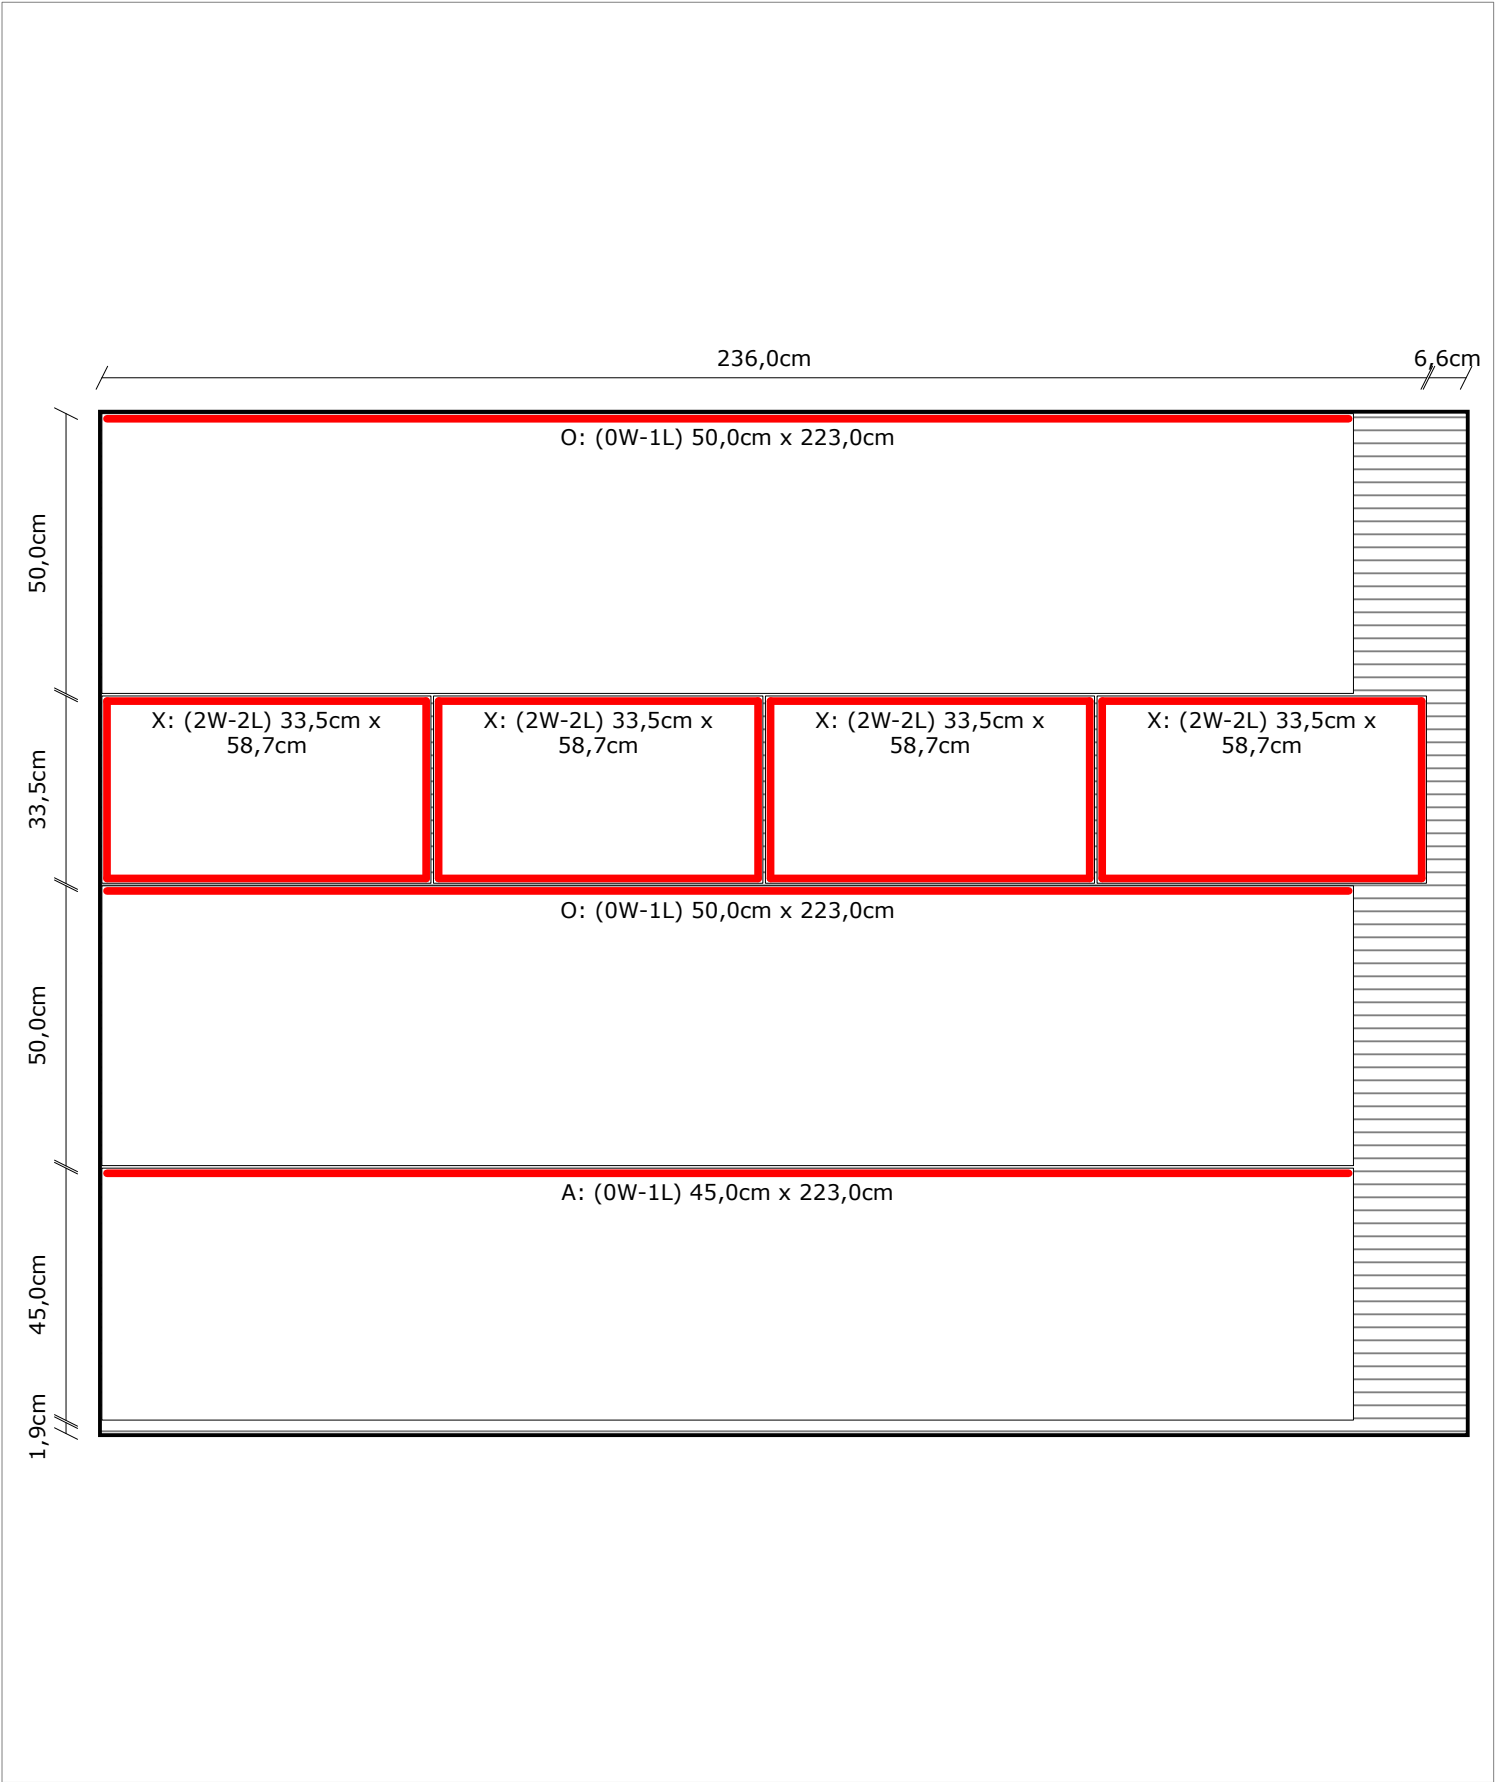 236,0cm
6,6cm
50,0cm
O: (0W-1L) 50,0cm x 223,0cm
33,5cm
X: (2W-2L) 33,5cm x
58,7cm
X: (2W-2L) 33,5cm x
58,7cm
X: (2W-2L) 33,5cm x
58,7cm
X: (2W-2L) 33,5cm x
58,7cm
50,0cm
O: (0W-1L) 50,0cm x 223,0cm
45,0cm
A: (0W-1L) 45,0cm x 223,0cm
1,9cm